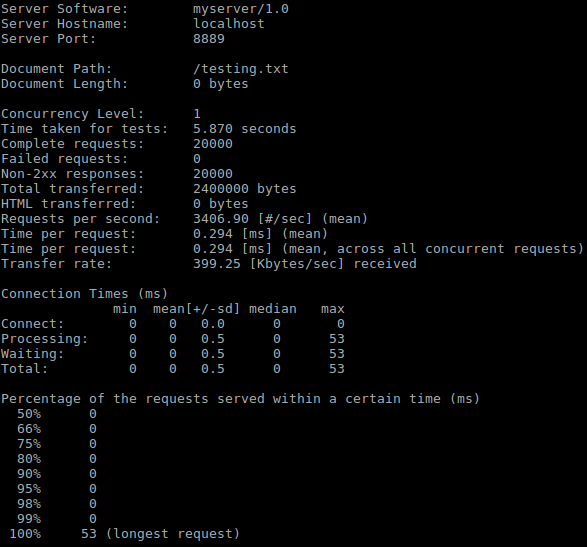 Server Software:        myserver/1.0
Server Hostname:        localhost
Server Port:            8889
Document Path:          /testing.txt
Document Length:        0 bytes
Concurrency Level:      1
Time taken for tests:   5.870 seconds
Complete requests:      20000
Failed requests:        0
Non-2xx responses:      20000
Total transferred:      2400000 bytes
HTML transferred:       0 bytes
Requests per second:    3406.90 [#/sec] (mean)
Time per request:       0.294 [ms] (mean)
Time per request:       0.294 [ms] (mean, across all concurrent requests)
Transfer rate:          399.25 [Kbytes/sec] received
Connection Times (ms)
              min  mean[+/-sd] median   max
Connect:        0    0   0.0      0       0
Processing:     0    0   0.5      0      53
Waiting:        0    0   0.5      0      53
Total:          0    0   0.5      0      53
Percentage of the requests served within a certain time (ms)
  50%      0
  66%      0
  75%      0
  80%      0
  90%      0
  95%      0
  98%      0
  99%      0
 100%     53 (longest request)